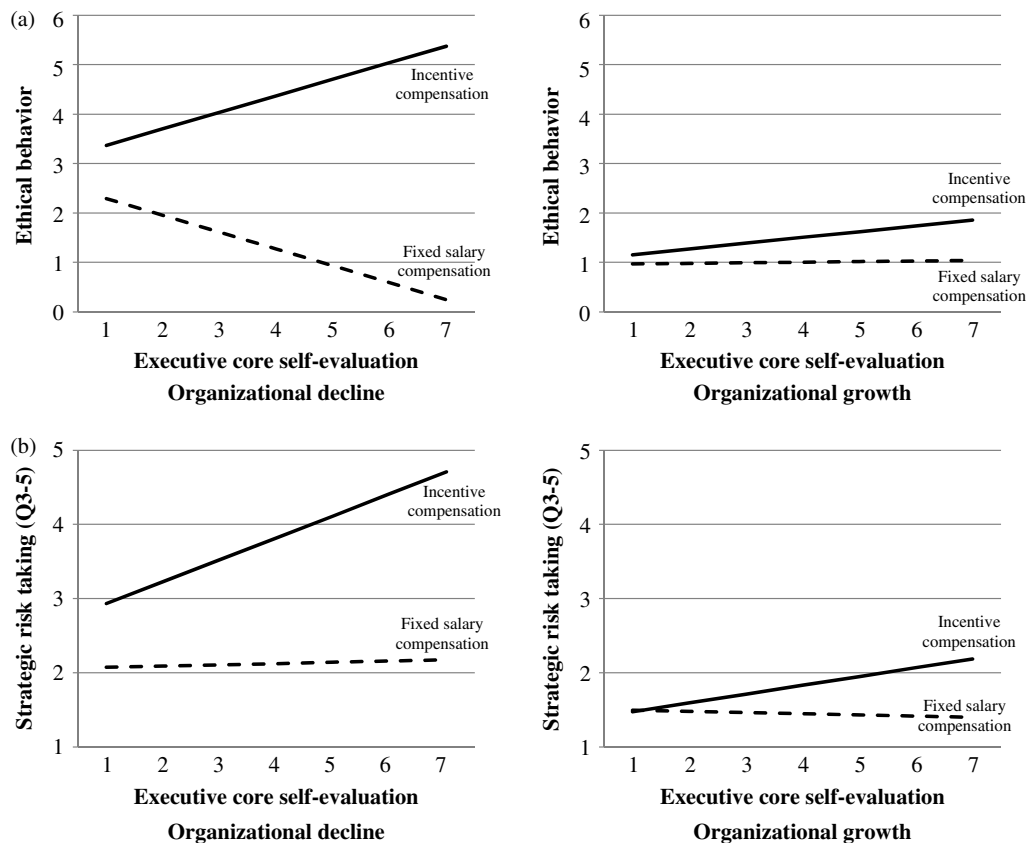 (a)
6
5
4
3
2
1
0
Ethical behavior
Incentive
compensation
Fixed salary
compensation
1 2 3 4 5 6 7
Executive core self-evaluation
Organizational decline
6
5
4
3
2
1
0
Ethical behavior
Incentive
compensation
Fixed salary
compensation
1 2 3 4 5 6 7
Executive core self-evaluation
Organizational growth
(b)
5
4
3
2
1
Strategic risk taking (Q3-5)
Incentive
compensation
Fixed salary
compensation
1 2 3 4 5 6 7
Executive core self-evaluation
Organizational decline
5
4
3
2
1
Strategic risk taking (Q3-5)
Incentive
compensation
Fixed salary
compensation
1 2 3 4 5 6 7
Executive core self-evaluation
Organizational growth